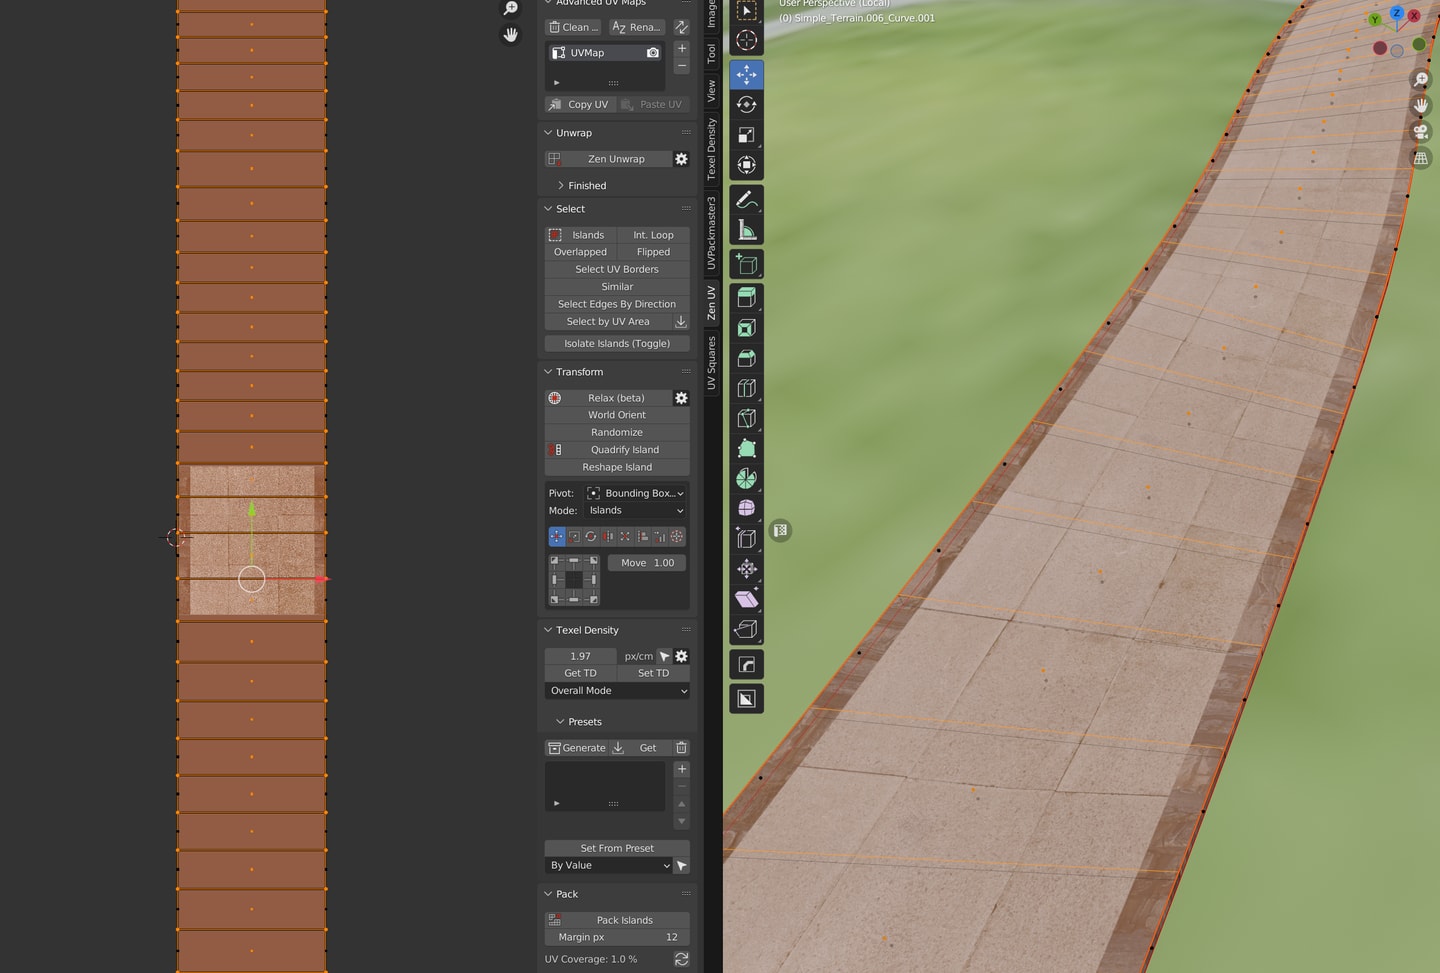 Advanced UV Maps
Clean ...
AZ Rena...
UVMap
Copy UV
Paste UV
Unwrap
Zen Unwrap
Finished
Select
Islands
Int. Loop
Overlapped
Flipped
Select UV Borders
Similar
Select Edges By Direction
Select by UV Area
Isolate Islands (Toggle)
Transform
Relax (beta)
World Orient
Randomize
Quadrify Island
Reshape Island
Pivot:
Bounding Box...
Mode:
Islands
Move 1.00
Texel Density
1.97
px/cm
Get TD
Set TD
Overall Mode
Presets
Generate
Get
Set From Preset
By Value
Pack
Pack Islands
Margin px 12
UV Coverage: 1.0 %
Image
Tool
View
Texel Density
UVPackmaster3
Zen UV
UV Squares
User Perspective (Local)
(0) Simple_Terrain.006_Curve.001
Z
Y
X